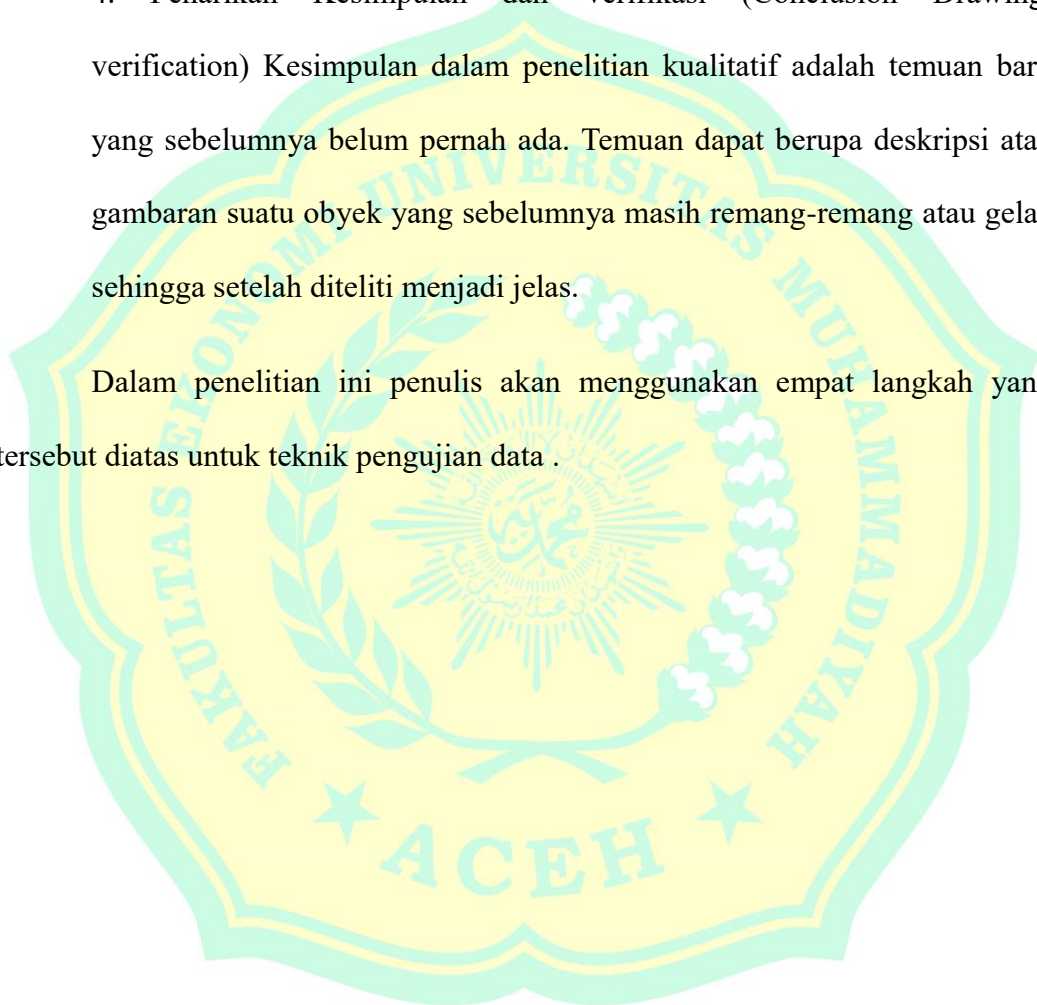 4. Penarikan Kesimpulan dan verifikasi (Conclusion Drawing
verification) Kesimpulan dalam penelitian kualitatif adalah temuan bar
yang sebelumnya belum pernah ada. Temuan dapat berupa deskripsi ata
gambaran suatu obyek yang sebelumnya masih remang-remang atau gela
sehingga setelah diteliti menjadi jelas.
Dalam penelitian ini penulis akan menggunakan empat langkah yan
tersebut diatas untuk teknik pengujian data .
FAKULTAS EKONOMI UNIVERSITAS MUHAMMADIYAH
ACEH
محمد